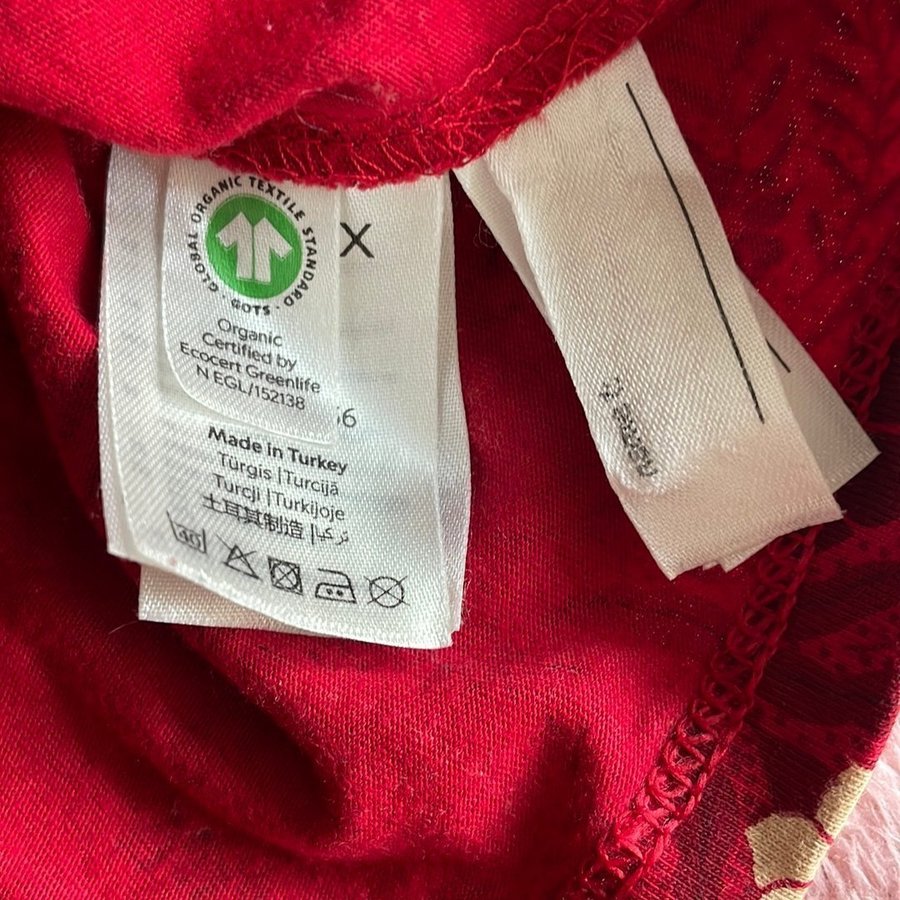 GLOBAL ORGANIC TEXTILE STANDARD · GOTS ·
X
Organic
Certified by
Ecocert Greenlife
N EGL/152138
6
Made in Turkey
Türgis | Turcijā
Turcji | Turkijoje
土耳其制造 | تركيا
40